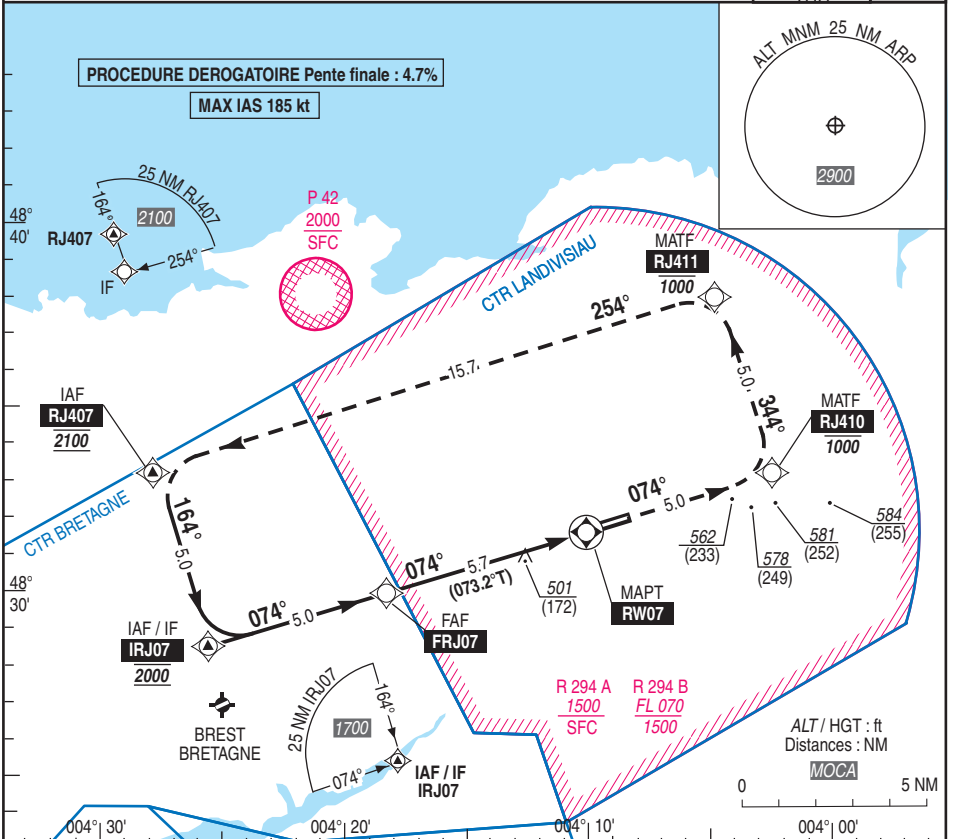 PROCEDURE DEROGATOIRE Pente finale : 4.7%
MAX IAS 185 kt
ALT MNM 25 NM ARP
2900
25 NM RJ407
164°
2100
RJ407
254°
IF
48°
40'
P 42
2000
SFC
CTR LANDIVISIAU
MATF
RJ411
1000
254°
15.7
5.0
344°
MATF
RJ410
1000
IAF
RJ407
2100
CTR BRETAGNE
164°
5.0
074°
5.0
562
(233)
578
(249)
581
(252)
584
(255)
074°
5.7
(073.2°T)
501
(172)
MAPT
RW07
48°
30'
074°
5.0
FAF
FRJ07
IAF / IF
IRJ07
2000
BREST
BRETAGNE
25 NM IRJ07
164°
1700
074°
IAF / IF
IRJ07
R 294 A
1500
SFC
R 294 B
FL 070
1500
ALT / HGT : ft
Distances : NM
MOCA
0 5 NM
004° 30' 004° 20' 004° 10' 004° 00'